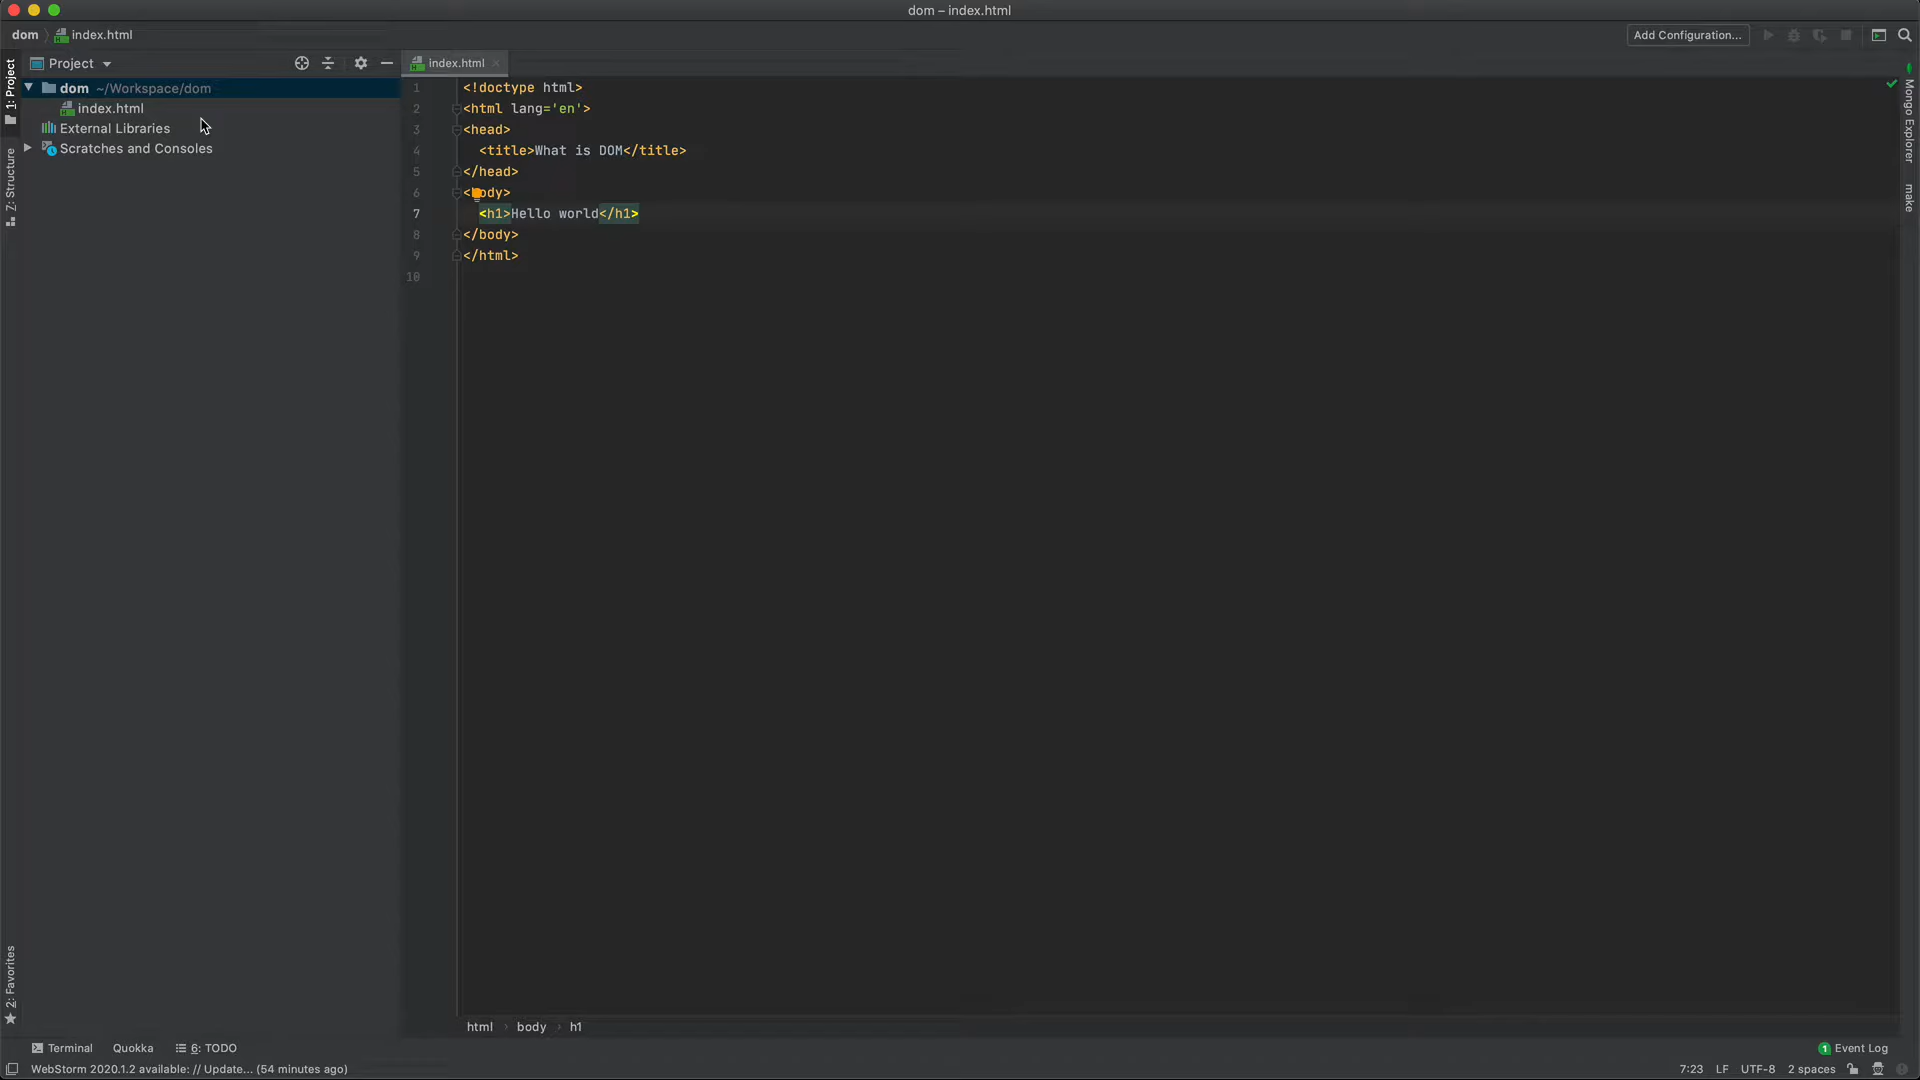 dom – index.html
dom
index.html
Add Configuration...
Project
index.html
dom ~/Workspace/dom
index.html
External Libraries
Scratches and Consoles
1: Project
Z: Structure
2: Favorites
1 <!doctype html>
2 <html lang='en'>
3 <head>
4 <title>What is DOM</title>
5 </head>
6 <body>
7 <h1>Hello world</h1>
8 </body>
9 </html>
10
Mongo Explorer
make
html
body
h1
Terminal
Quokka
6: TODO
1 Event Log
WebStorm 2020.1.2 available: // Update... (54 minutes ago)
7:23 LF UTF-8 2 spaces